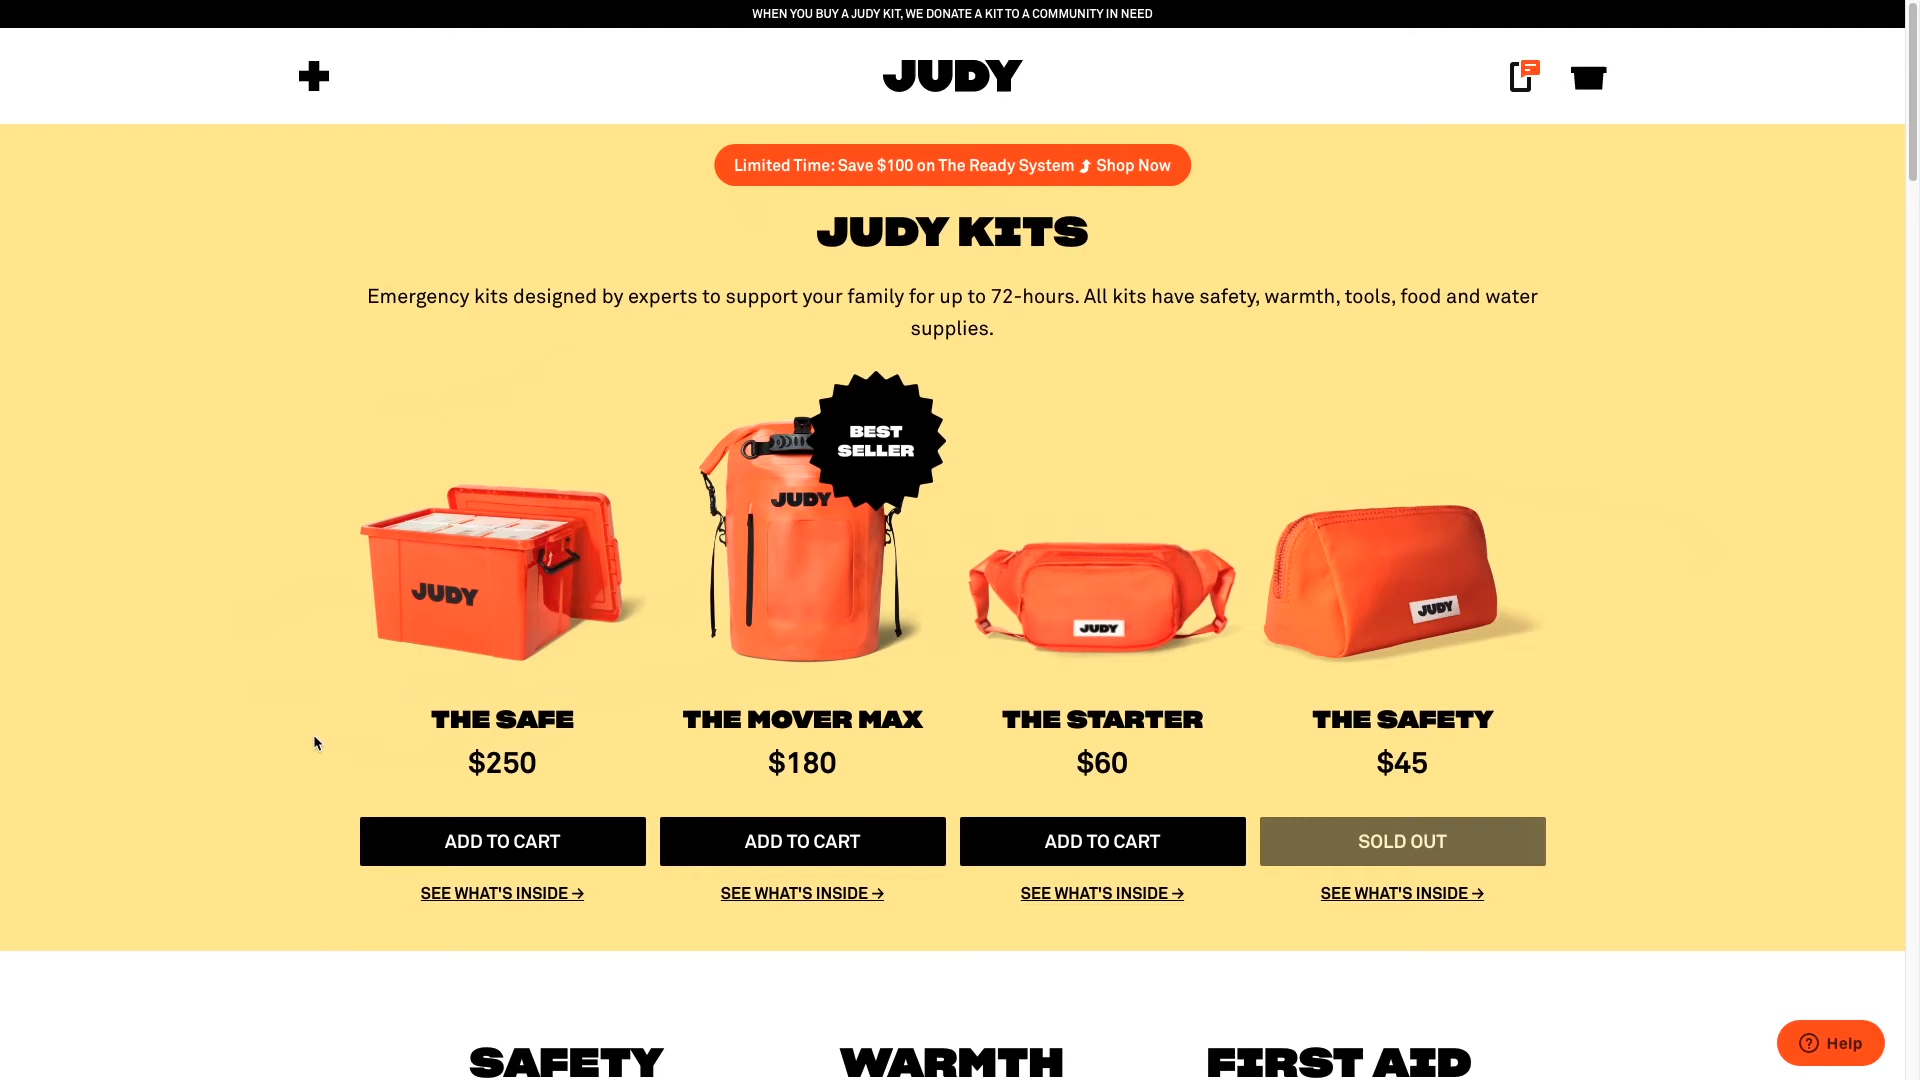 WHEN YOU BUY A JUDY KIT, WE DONATE A KIT TO A COMMUNITY IN NEED
JUDY
Limited Time: Save $100 on The Ready System ⤴ Shop Now
JUDY KITS
Emergency kits designed by experts to support your family for up to 72-hours. All kits have safety, warmth, tools, food and water
supplies.
BEST
SELLER
JUDY
JUDY
JUDY
JUDY
THE SAFE
$250
ADD TO CART
SEE WHAT'S INSIDE →
THE MOVER MAX
$180
ADD TO CART
SEE WHAT'S INSIDE →
THE STARTER
$60
ADD TO CART
SEE WHAT'S INSIDE →
THE SAFETY
$45
SOLD OUT
SEE WHAT'S INSIDE →
SAFETY
WARMTH
FIRST AID
? Help